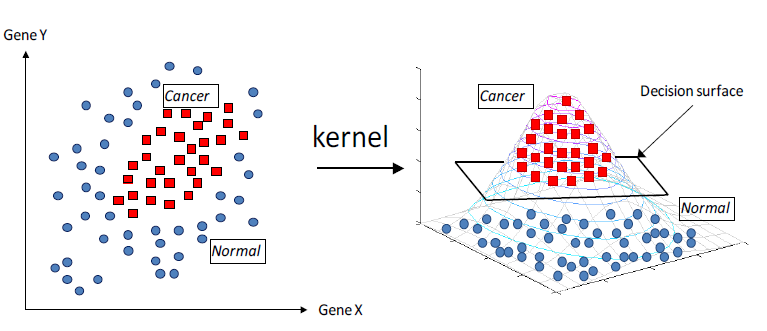 Gene Y
Cancer
Normal
Gene X
kernel
Cancer
Decision surface
Normal